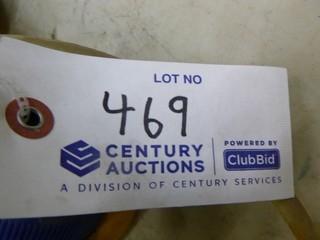 LOT NO
469
CENTURY
AUCTIONS
POWERED BY
ClubBid
A DIVISION OF CENTURY SERVICES